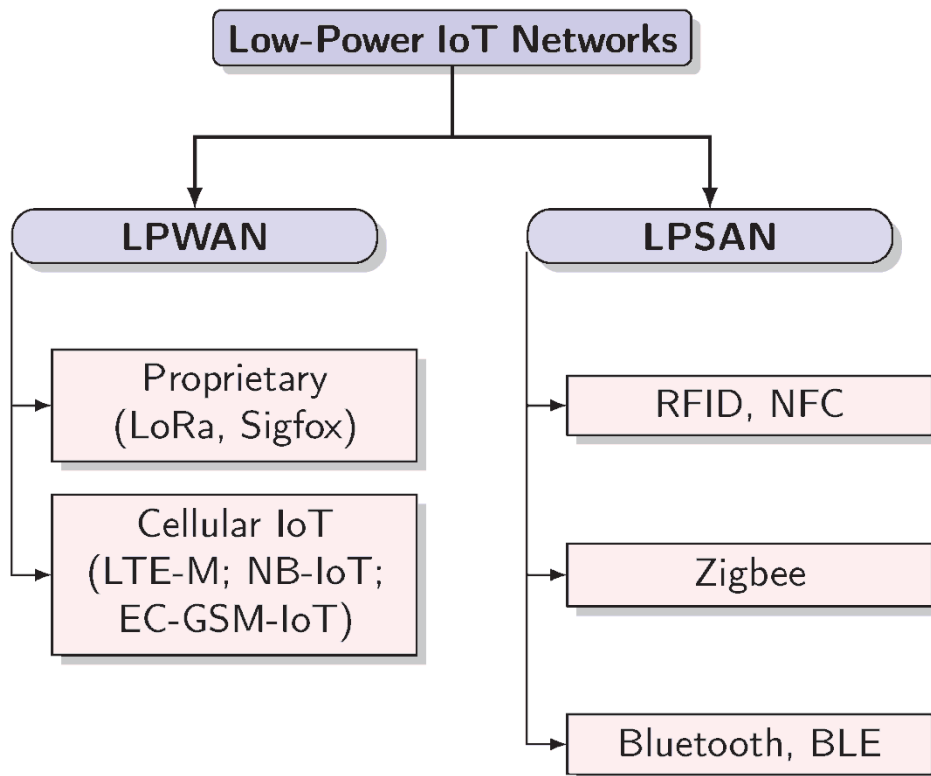 Low-Power IoT Networks
LPWAN
Proprietary
(LoRa, Sigfox)
Cellular IoT
(LTE-M; NB-IoT;
EC-GSM-IoT)
LPSAN
RFID, NFC
Zigbee
Bluetooth, BLE